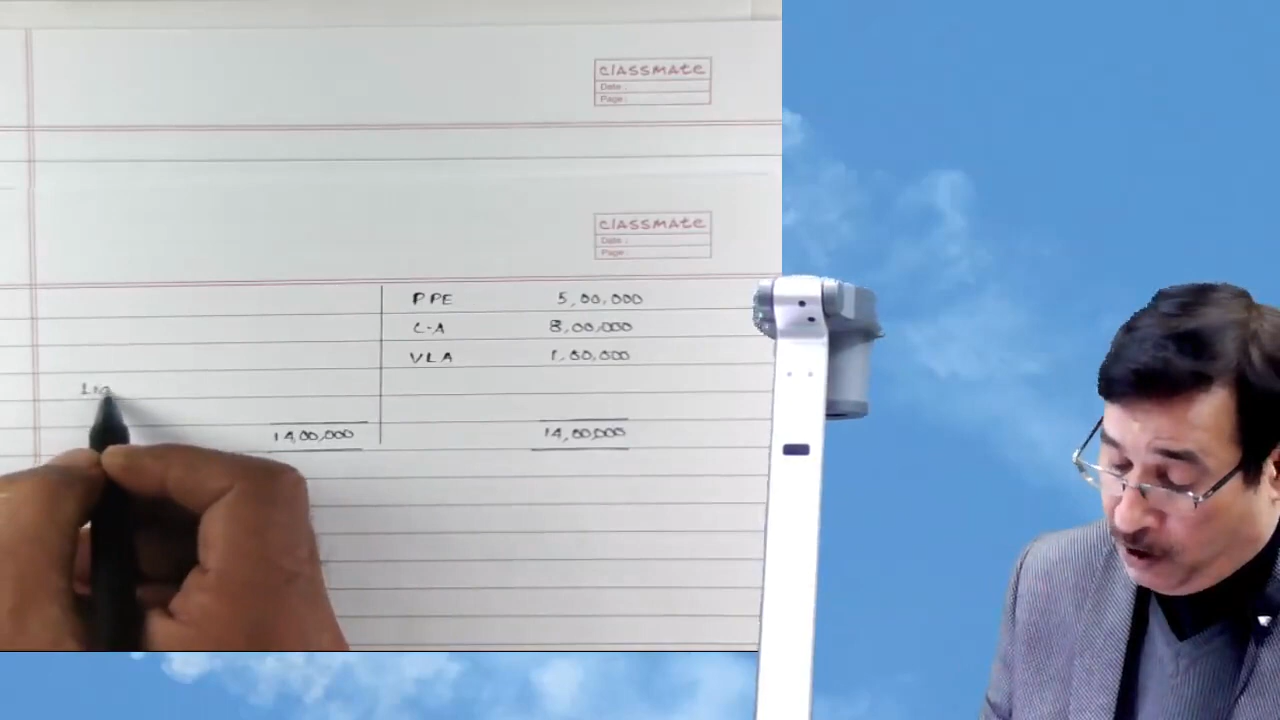 classmate
Date :
Page :
classmate
Date :
Page :
PPE 5,00,000
C-A 8,00,000
VLA 1,00,000
14,00,000 14,00,000